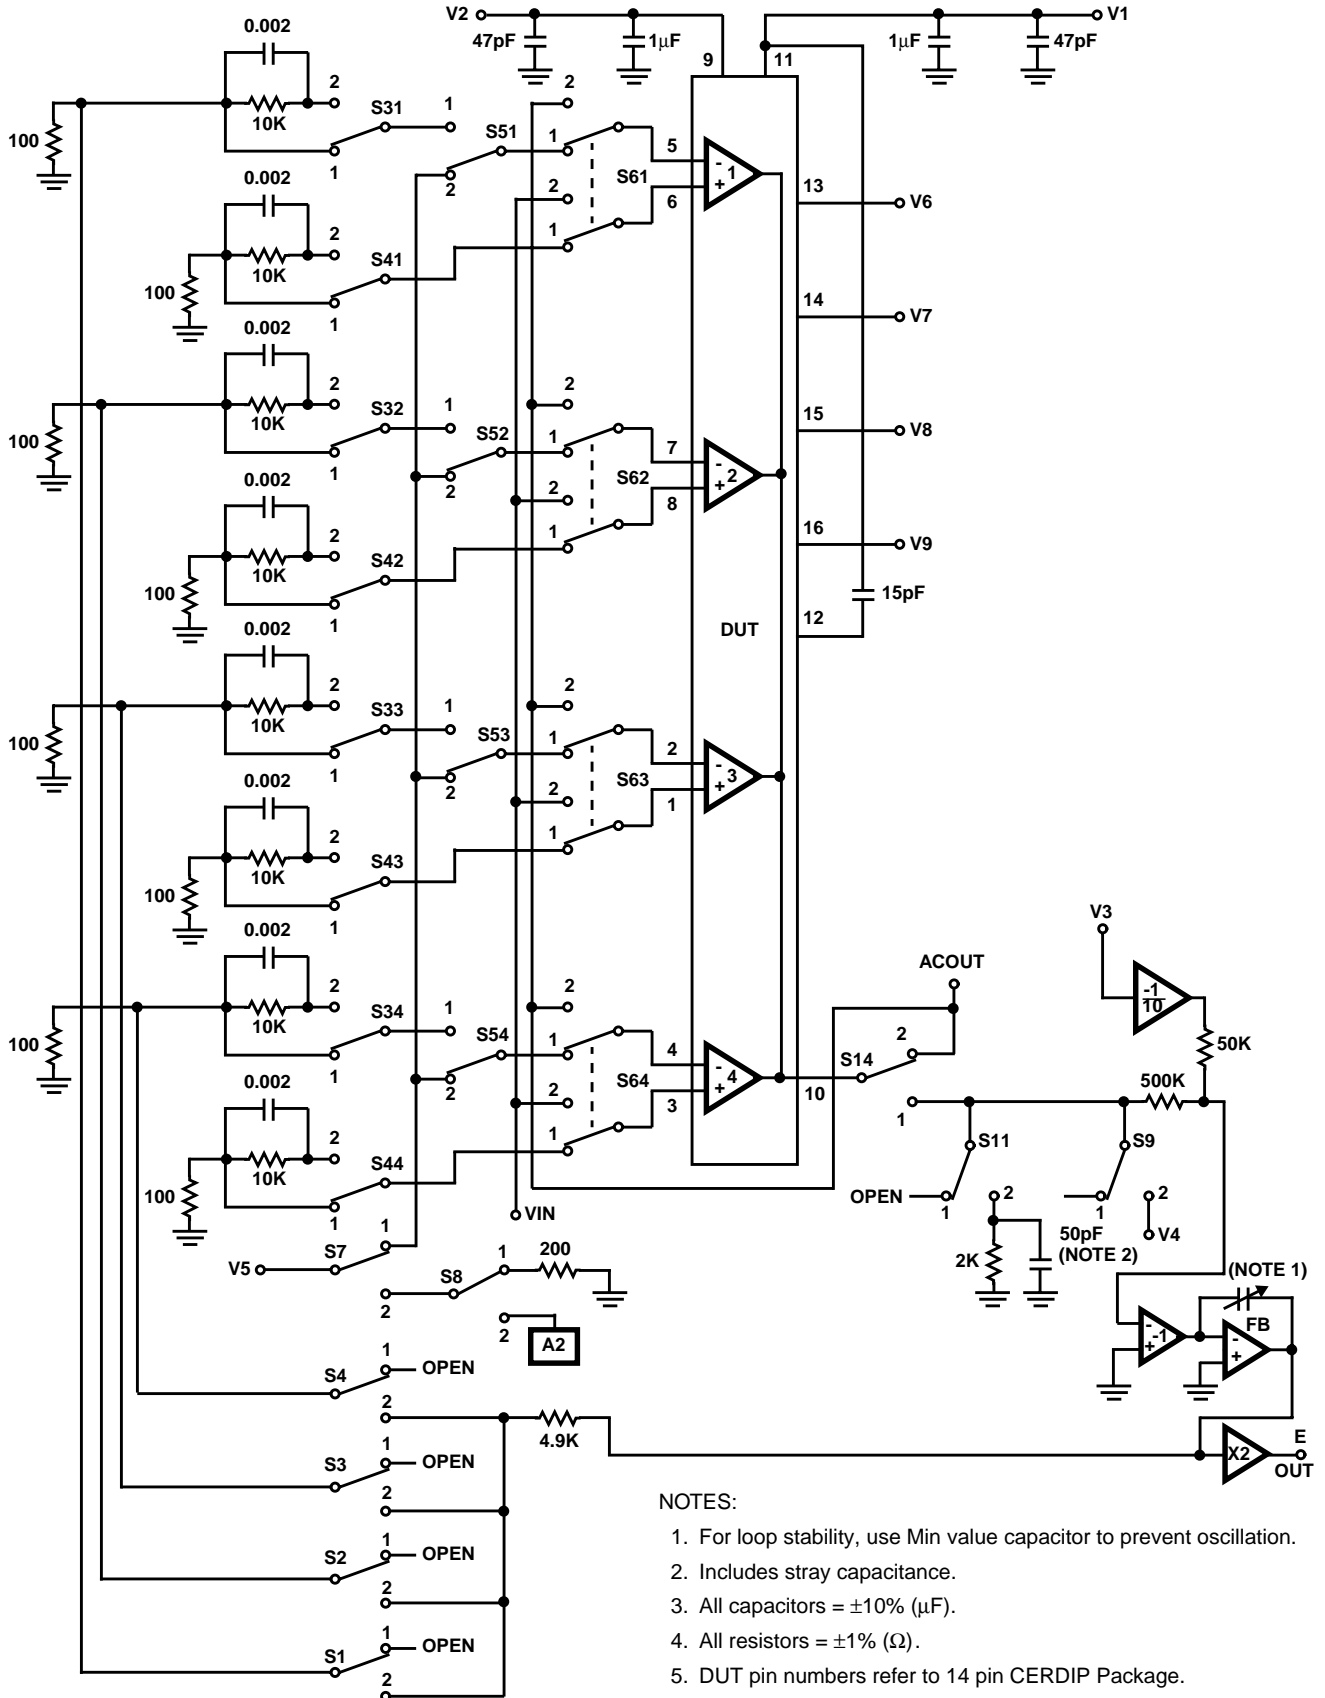 V2
47pF
1µF
9
11
1µF
47pF
V1
0.002
2
10K
S31
1
100
1
S51
2
2
1
S61
2
1
5
6
-
+
1
0.002
2
10K
S41
100
1
13
V6
14
V7
0.002
2
10K
S32
1
100
1
S52
2
2
1
S62
2
1
7
8
-
+
2
15
V8
16
V9
0.002
2
10K
S42
100
1
15pF
12
DUT
0.002
2
10K
S33
1
100
1
S53
2
2
1
S63
2
1
2
1
-
+
3
0.002
2
10K
S43
100
1
0.002
2
10K
S34
1
100
1
S54
2
2
1
S64
2
1
4
3
-
+
4
10
ACOUT
S14
2
1
V3
-1
10
50K
500K
0.002
2
10K
S44
100
1
S11
OPEN
1
2
2K
50pF
(NOTE 2)
S9
1
2
V4
VIN
V5
S7
1
2
S8
1
200
2
A2
(NOTE 1)
-
+
-1
FB
-
+
S4
1
OPEN
2
4.9K
X2
E
OUT
S3
1
OPEN
2
S2
1
OPEN
2
S1
1
OPEN
2
NOTES:
1. For loop stability, use Min value capacitor to prevent oscillation.
2. Includes stray capacitance.
3. All capacitors = ±10% (µF).
4. All resistors = ±1% (Ω).
5. DUT pin numbers refer to 14 pin CERDIP Package.